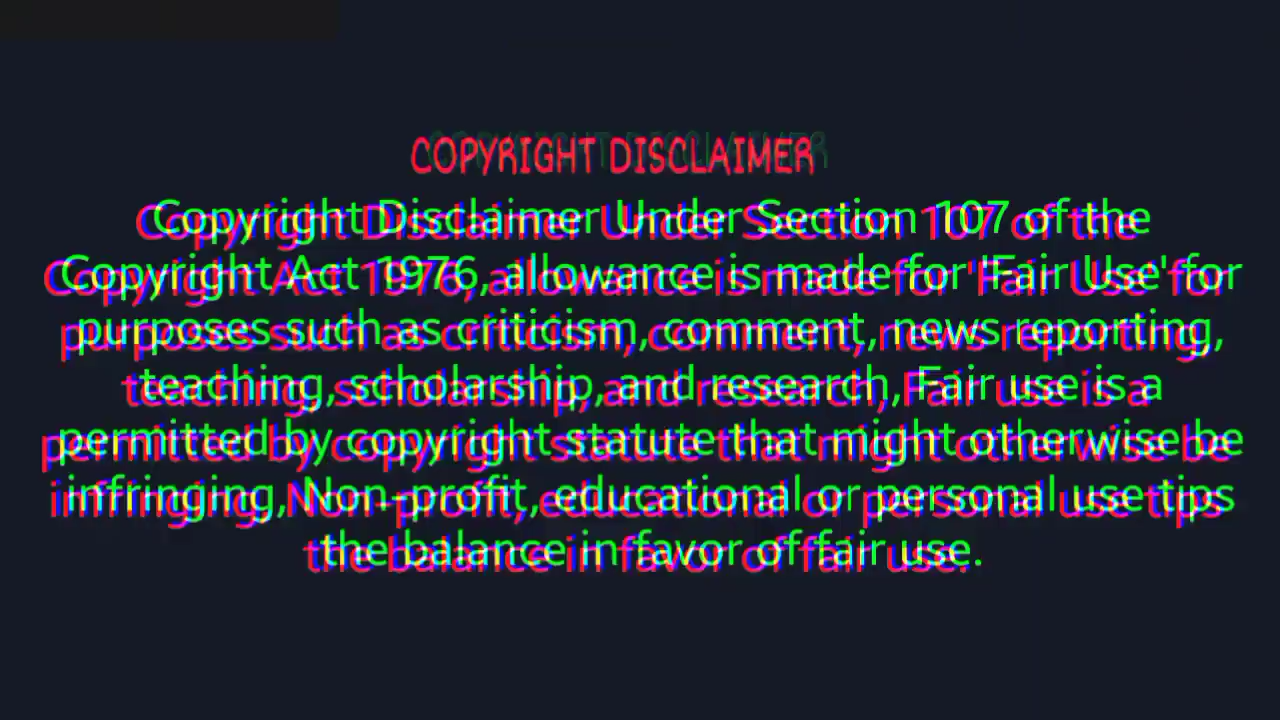 COPYRIGHT DISCLAIMER
Copyright Disclaimer Under Section 107 of the
Copyright Act 1976, allowance is made for 'Fair Use' for
purposes such as criticism, comment, news reporting,
teaching, scholarship, and research, Fair use is a
permitted by copyright statute that might otherwise be
infringing, Non-profit, educational or personal use tips
the balance in favor of fair use.